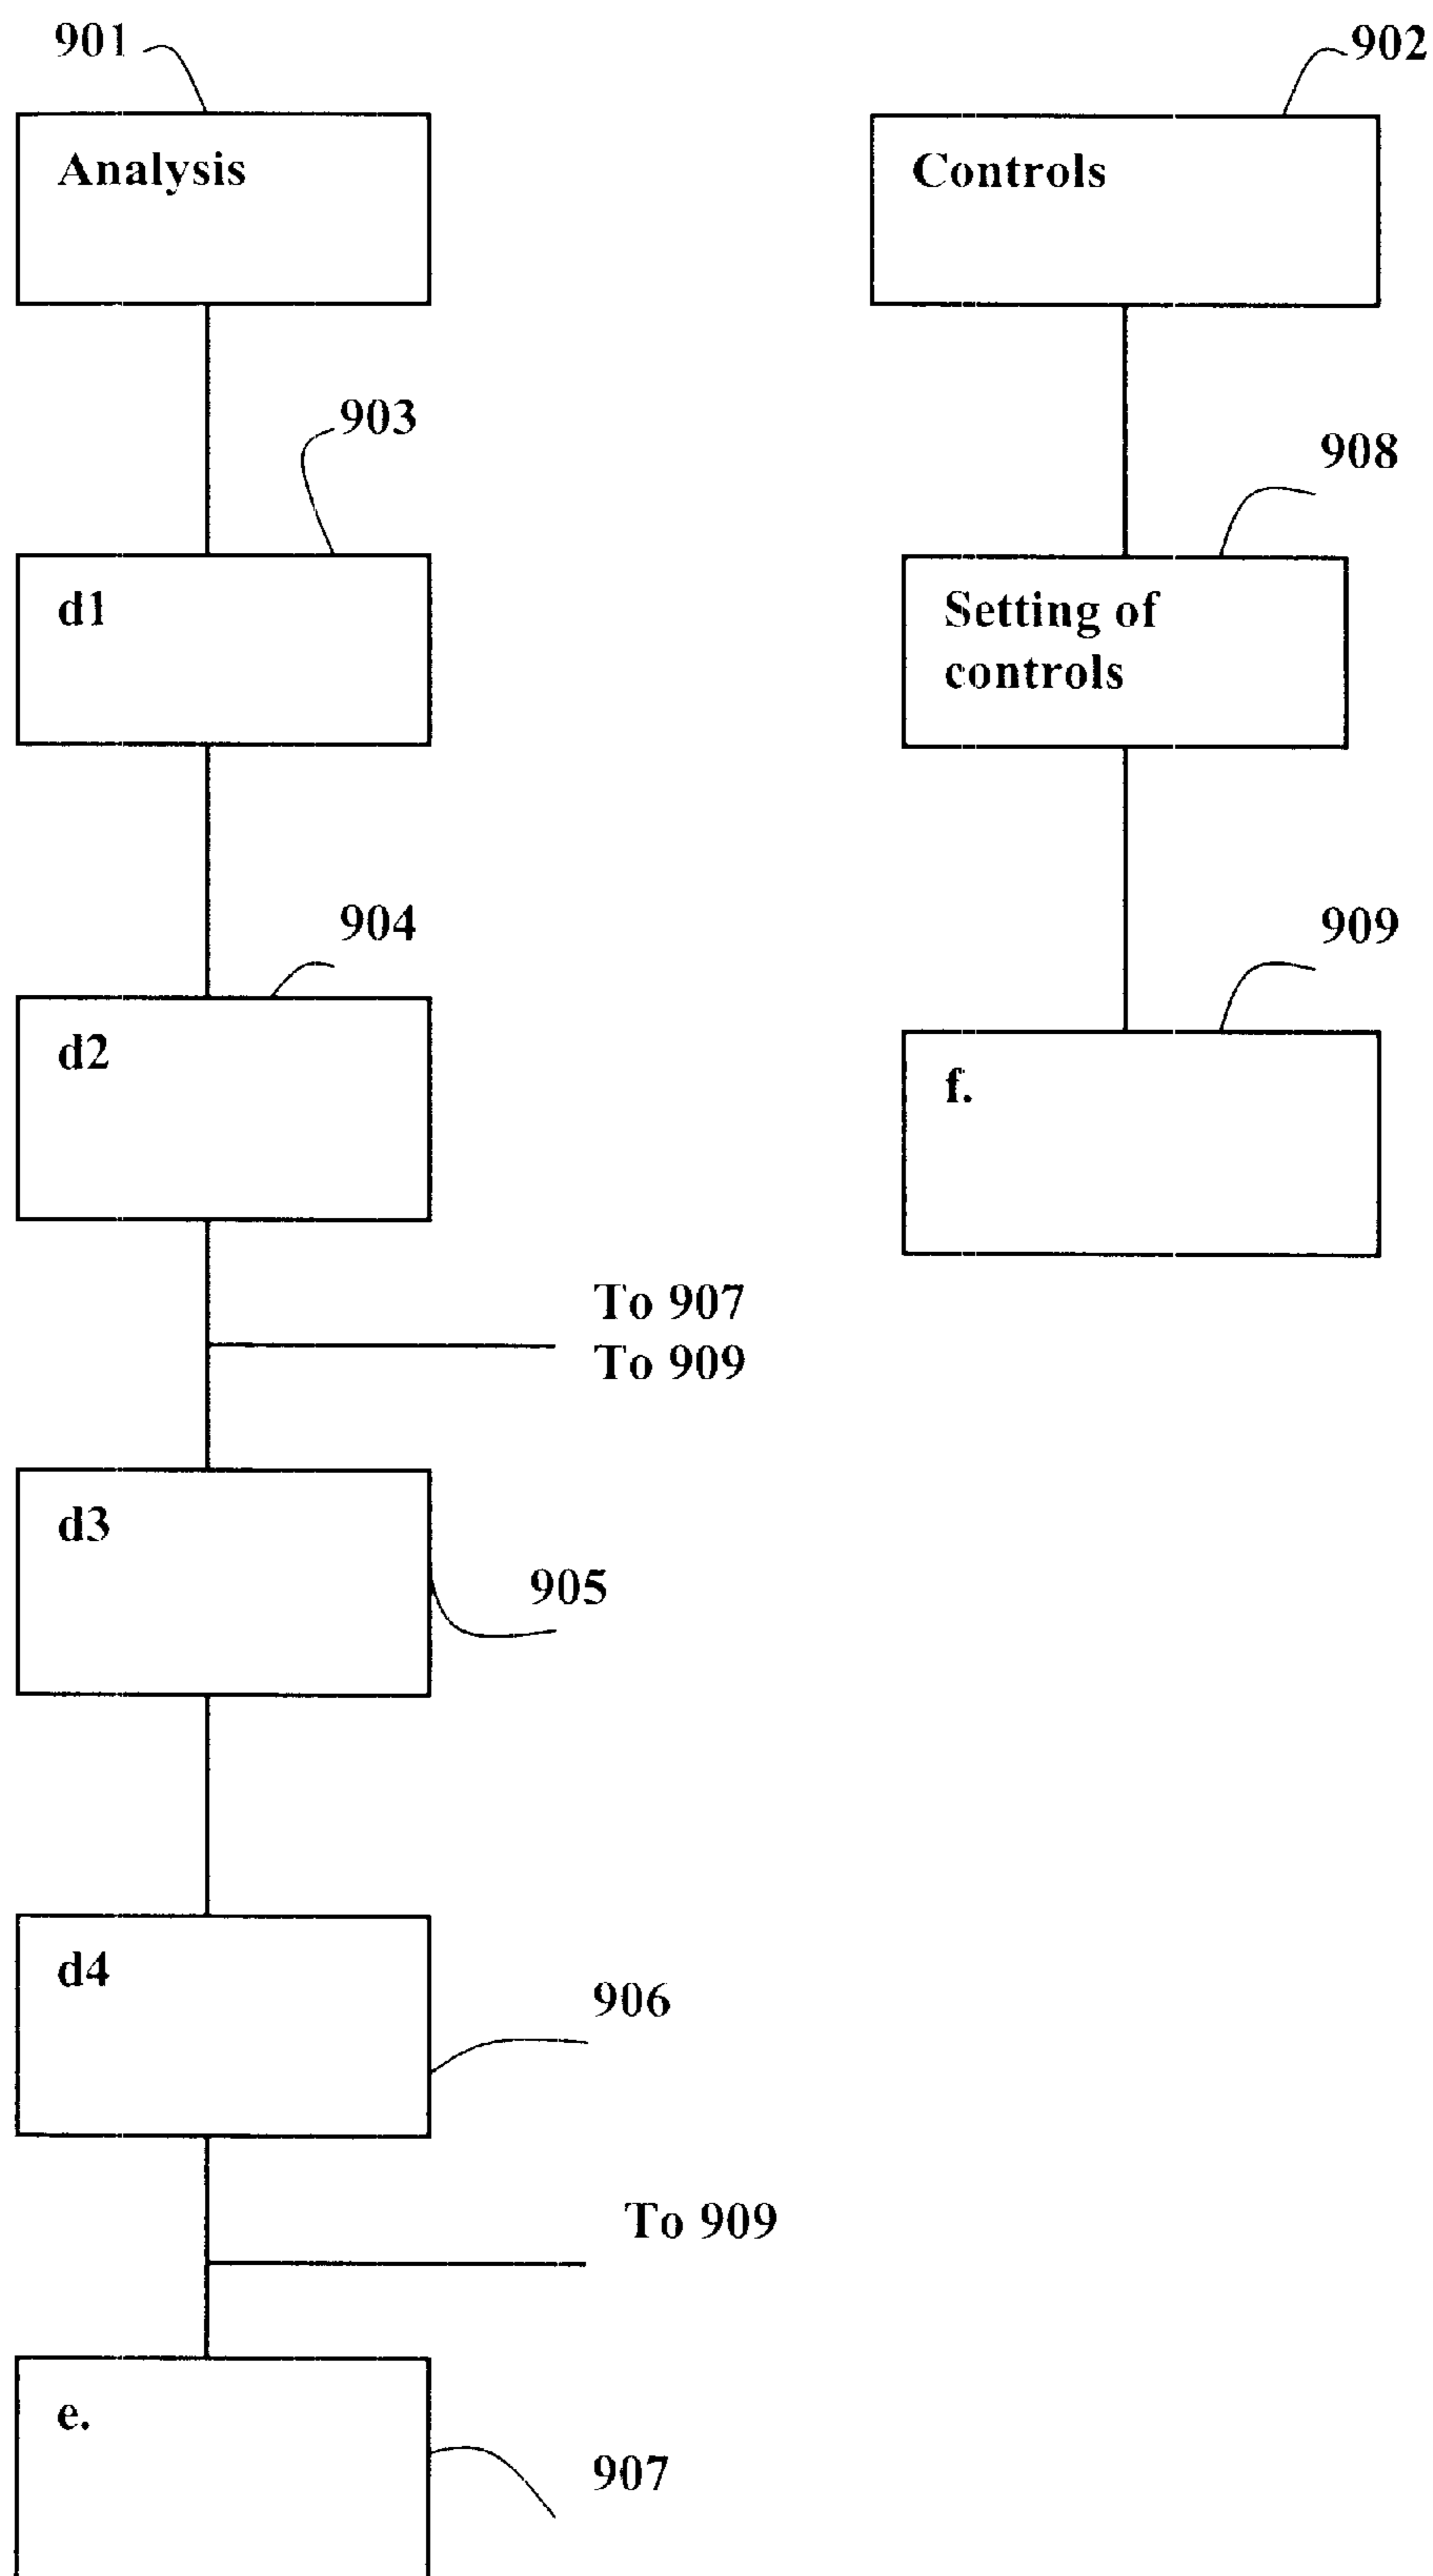 901
902
Analysis
Controls
903
908
d1
Setting of
controls
904
909
d2
f.
To 907
To 909
d3
905
d4
906
To 909
e.
907